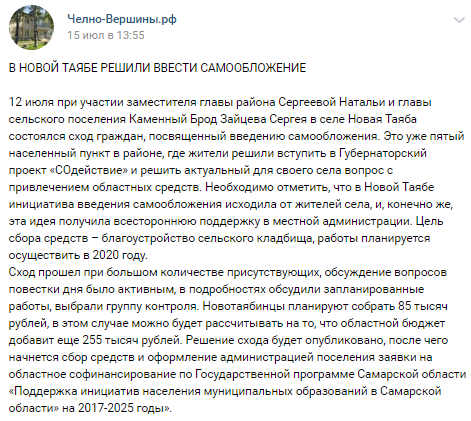 Челно-Вершины.рф
15 июл в 13:55
В НОВОЙ ТАЯБЕ РЕШИЛИ ВВЕСТИ САМООБЛОЖЕНИЕ
12 июля при участии заместителя главы района Сергеевой Натальи и главы
сельского поселения Каменный Брод Зайцева Сергея в селе Новая Таяба
состоялся сход граждан, посвященный введению самообложения. Это уже пятый
населенный пункт в районе, где жители решили вступить в Губернаторский
проект «СОдействие» и решить актуальный для своего села вопрос с
привлечением областных средств. Необходимо отметить, что в Новой Таябе
инициатива введения самообложения исходила от жителей села, и, конечно же,
эта идея получила всестороннюю поддержку в местной администрации. Цель
сбора средств – благоустройство сельского кладбища, работы планируется
осуществить в 2020 году.
Сход прошел при большом количестве присутствующих, обсуждение вопросов
повестки дня было активным, в подробностях обсудили запланированные
работы, выбрали группу контроля. Новотаябинцы планируют собрать 85 тысяч
рублей, в этом случае можно будет рассчитывать на то, что областной бюджет
добавит еще 255 тысяч рублей. Решение схода будет опубликовано, после чего
начнется сбор средств и оформление администрацией поселения заявки на
областное софинансирование по Государственной программе Самарской области
«Поддержка инициатив населения муниципальных образований в Самарской
области» на 2017-2025 годы».